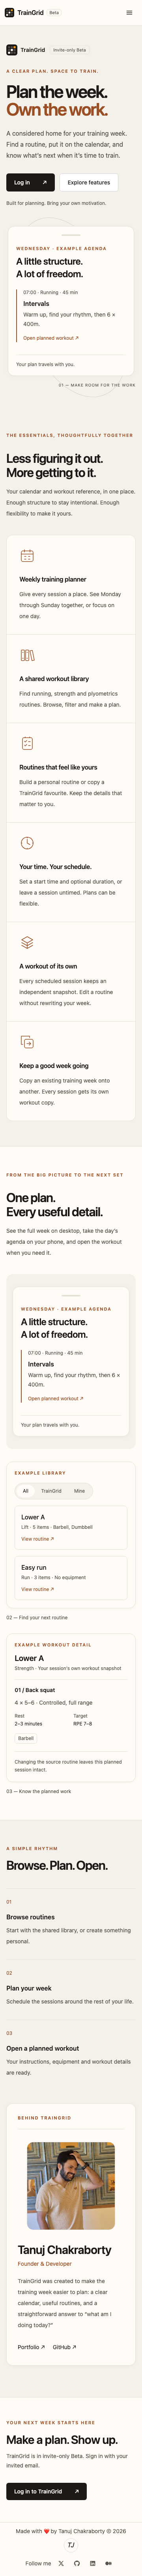 TrainGrid Beta
TrainGrid Invite-only Beta
A CLEAR PLAN. SPACE TO TRAIN.
Plan the week.
Own the work.
A considered home for your training week.
Find a routine, put it on the calendar, and
know what's next when it's time to train.
Log in ↗ Explore features
Built for planning. Bring your own motivation.
WEDNESDAY · EXAMPLE AGENDA
A little structure.
A lot of freedom.
07:00 · Running · 45 min
Intervals
Warm up, find your rhythm, then 6 ×
400m.
Open planned workout ↗
Your plan travels with you.
01 — MAKE ROOM FOR THE WORK
THE ESSENTIALS, THOUGHTFULLY TOGETHER
Less figuring it out.
More getting to it.
Your calendar and workout reference, in one place.
Enough structure to stay intentional. Enough
flexibility to make it yours.
Weekly training planner
Give every session a place. See Monday
through Sunday together, or focus on
one day.
A shared workout library
Find running, strength and plyometrics
routines. Browse, filter and make a plan.
Routines that feel like yours
Build a personal routine or copy a
TrainGrid favourite. Keep the details that
matter to you.
Your time. Your schedule.
Set a start time and optional duration, or
leave a session untimed. Plans can be
flexible.
A workout of its own
Every scheduled session keeps an
independent snapshot. Edit a routine
without rewriting your week.
Keep a good week going
Copy an existing training week onto
another. Every session gets its own
workout copy.
FROM THE BIG PICTURE TO THE NEXT SET
One plan.
Every useful detail.
See the full week on desktop, take the day's
agenda on your phone, and open the workout
when you need it.
WEDNESDAY · EXAMPLE AGENDA
A little structure.
A lot of freedom.
07:00 · Running · 45 min
Intervals
Warm up, find your rhythm, then 6 ×
400m.
Open planned workout ↗
Your plan travels with you.
EXAMPLE LIBRARY
All TrainGrid Mine
Lower A
Lift · 5 items · Barbell, Dumbbell
View routine ↗
Easy run
Run · 3 items · No equipment
View routine ↗
02 — Find your next routine
EXAMPLE WORKOUT DETAIL
Lower A
Strength · Your session's own workout snapshot
01 / Back squat
4 × 5–6 · Controlled, full range
Rest Target
2–3 minutes RPE 7–8
Barbell
Changing the source routine leaves this planned
session intact.
03 — Know the planned work
A SIMPLE RHYTHM
Browse. Plan. Open.
01
Browse routines
Start with the shared library, or create something
personal.
02
Plan your week
Schedule the sessions around the rest of your life.
03
Open a planned workout
Your instructions, equipment and workout details
are ready.
BEHIND TRAINGRID
Tanuj Chakraborty
Founder & Developer
TrainGrid was created to make the
training week easier to plan: a clear
calendar, useful routines, and a
straightforward answer to "what am I
doing today?"
Portfolio ↗ GitHub ↗
YOUR NEXT WEEK STARTS HERE
Make a plan. Show up.
TrainGrid is in invite-only Beta. Sign in with your
invited email.
Log in to TrainGrid ↗
Made with ❤️ by Tanuj Chakraborty © 2026
TJ
Follow me